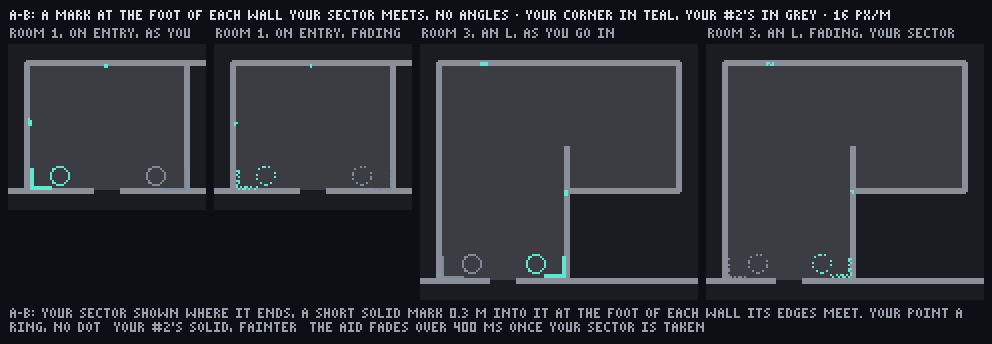 A-B: A MARK AT THE FOOT OF EACH WALL YOUR SECTOR MEETS. NO ANGLES · YOUR CORNER IN TEAL, YOUR #2'S IN GREY · 16 PX/M
ROOM 1. ON ENTRY. AS YOU
ROOM 1. ON ENTRY. FADING
ROOM 3. AN L. AS YOU GO IN
ROOM 3. AN L. FADING. YOUR SECTOR
A-B: YOUR SECTOR SHOWN WHERE IT ENDS. A SHORT SOLID MARK 0.3 M INTO IT AT THE FOOT OF EACH WALL ITS EDGES MEET. YOUR POINT A
RING, NO DOT  YOUR #2'S SOLID, FAINTER  THE AID FADES OVER 400 MS ONCE YOUR SECTOR IS TAKEN